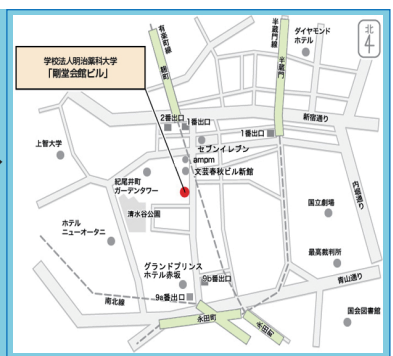 学校法人明治薬科大学
「剛堂会館ビル」
有楽町線
麹町
半蔵門線
半蔵門
ダイヤモンド
ホテル
北
4
新宿通り
2番出口
1番出口
1番出口
上智大学
セブンイレブン
ampm
文芸春秋ビル新館
紀尾井町
ガーデンタワー
清水谷公園
内堀通り
国立劇場
ホテル
ニューオータニ
最高裁判所
グランドプリンス
ホテル赤坂
9b番出口
青山通り
南北線
9a番出口
永田町
永田町
国会図書館